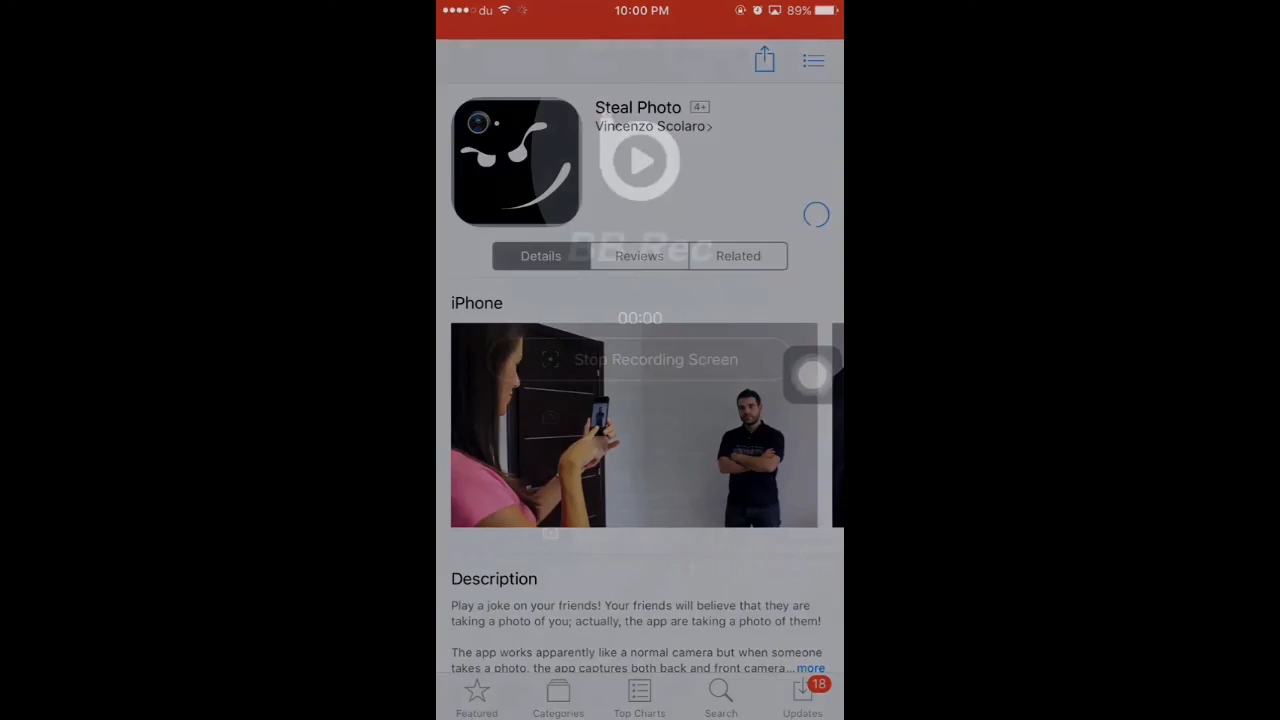 du 10:00 PM 89%
Steal Photo 4+
Vincenzo Scolaro
BB Rec
Details Reviews Related
iPhone
00:00
Stop Recording Screen
Description
Play a joke on your friends! Your friends will believe that they are
taking a photo of you; actually, the app are taking a photo of them!
The app works apparently like a normal camera but when someone
takes a photo, the app captures both back and front camera... more
18
Featured Categories Top Charts Search Updates